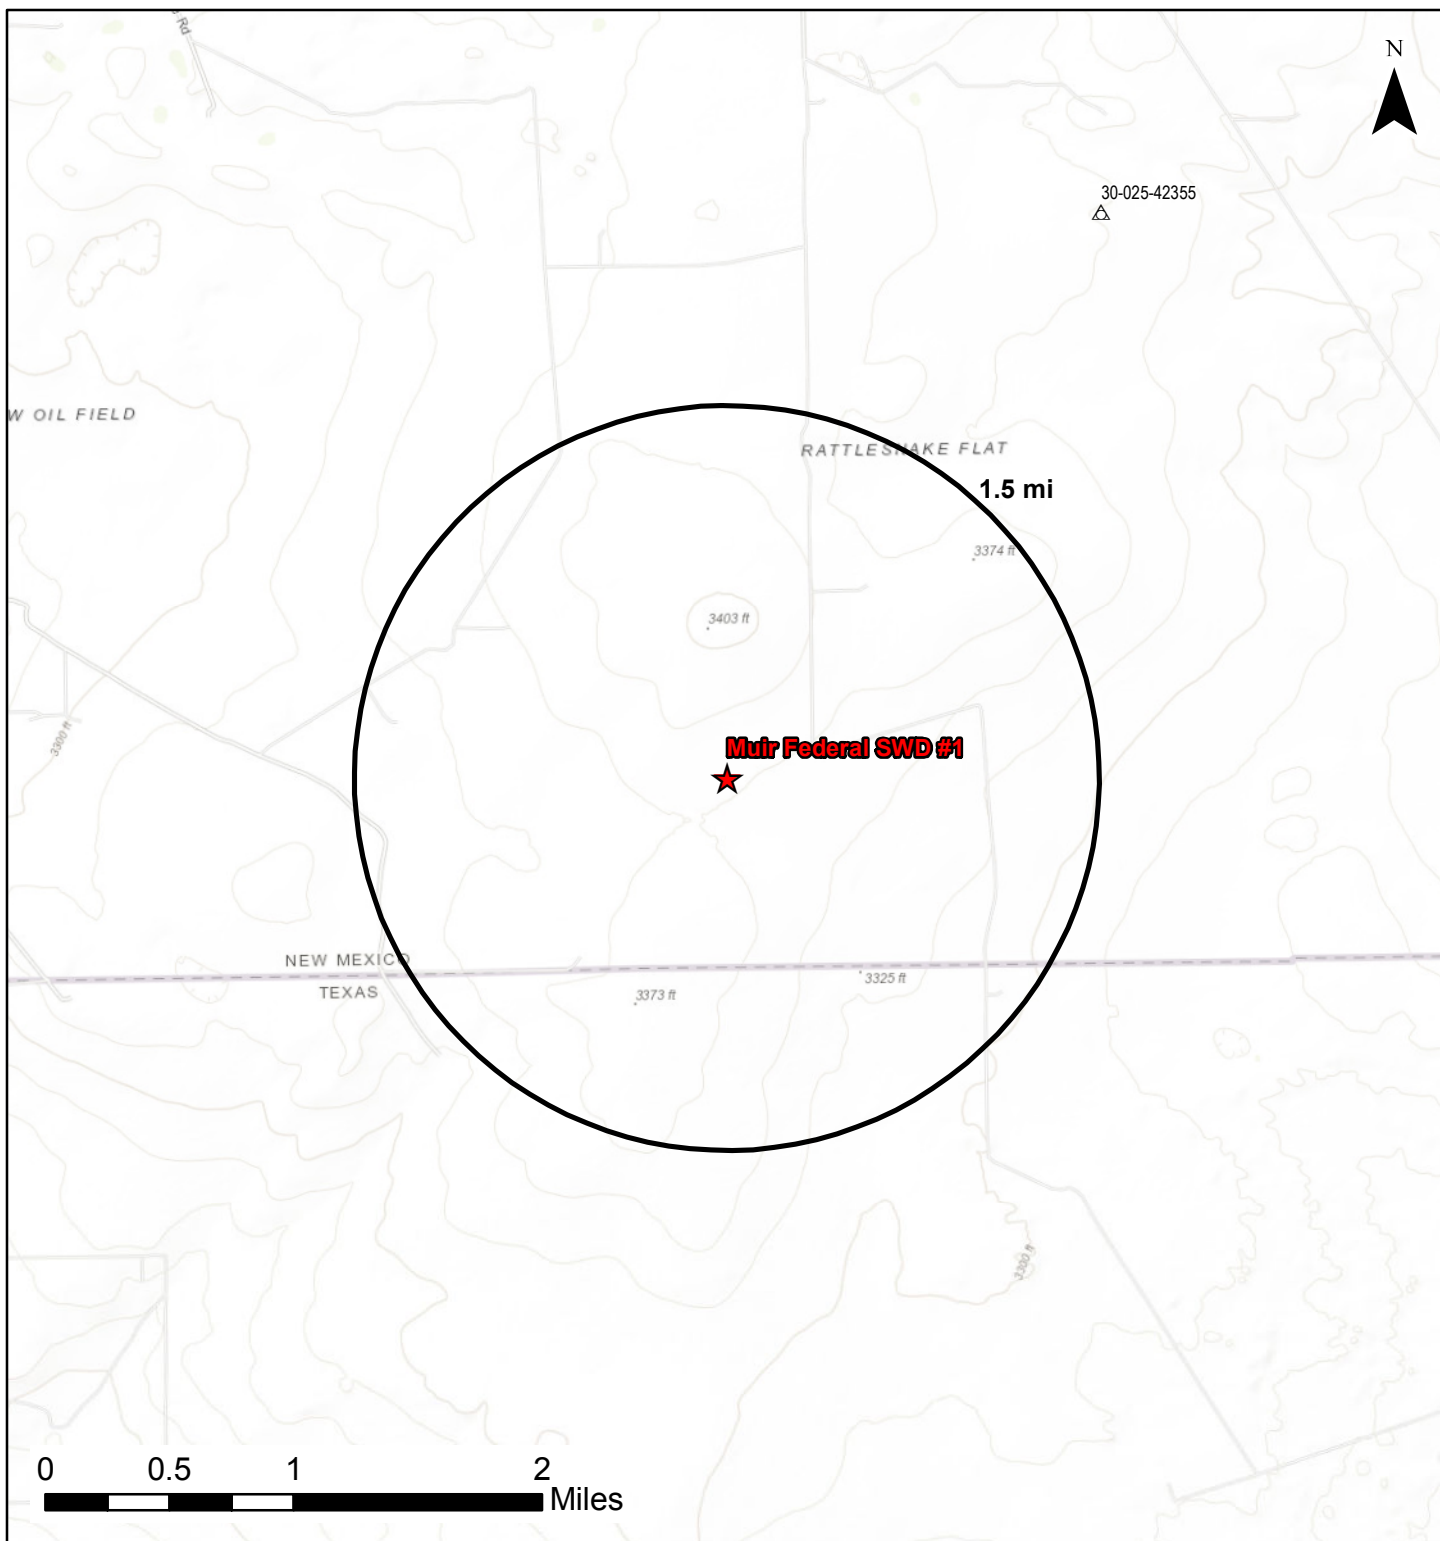 Rd
N
30-025-42355
W OIL FIELD
RATTLESNAKE FLAT
1.5 mi
3374 ft
3403 ft
3300 ft
Muir Federal SWD #1
NEW MEXICO
TEXAS
3325 ft
3373 ft
3300 ft
0 0.5 1 2
Miles